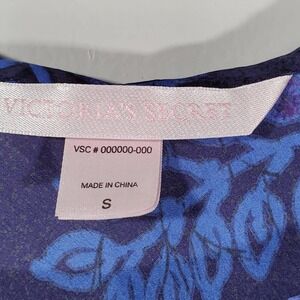 VICTORIA'S SECRET
VSC # 000000-000
MADE IN CHINA
S